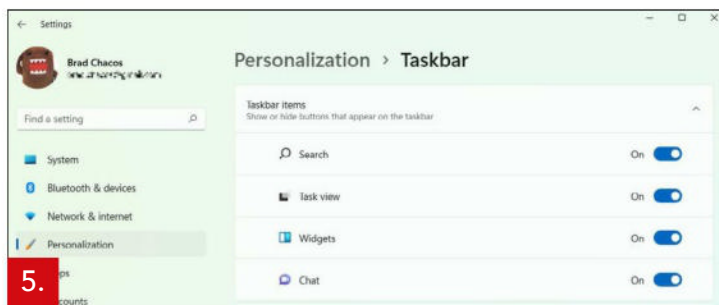 Settings
Brad Chacos
Find a setting
System
Bluetooth & devices
Network & internet
Personalization
5.
Personalization > Taskbar
Taskbar items
Show or hide buttons that appear on the taskbar
Search On
Task view On
Widgets On
Chat On